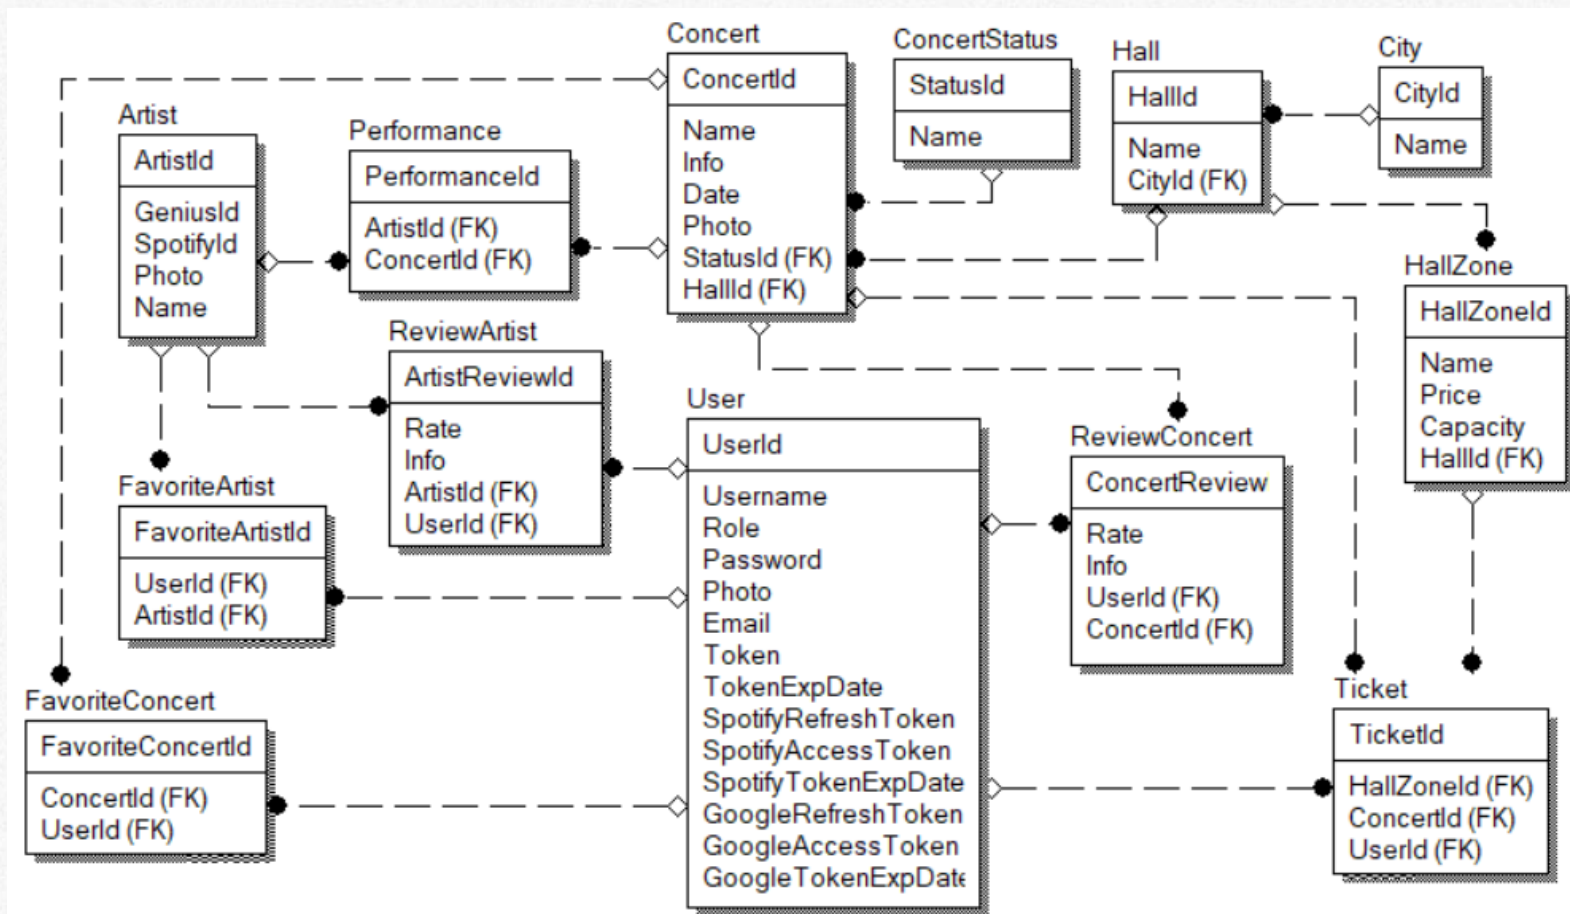 Concert
ConcertId
Name
Info
Date
Photo
StatusId (FK)
HallId (FK)
ConcertStatus
StatusId
Name
Hall
HallId
Name
CityId (FK)
City
CityId
Name
Artist
ArtistId
GeniusId
SpotifyId
Photo
Name
Performance
PerformanceId
ArtistId (FK)
ConcertId (FK)
HallZone
HallZoneId
Name
Price
Capacity
HallId (FK)
ReviewArtist
ArtistReviewId
Rate
Info
ArtistId (FK)
UserId (FK)
User
UserId
Username
Role
Password
Photo
Email
Token
TokenExpDate
SpotifyRefreshToken
SpotifyAccessToken
SpotifyTokenExpDate
GoogleRefreshToken
GoogleAccessToken
GoogleTokenExpDate
ReviewConcert
ConcertReview
Rate
Info
UserId (FK)
ConcertId (FK)
FavoriteArtist
FavoriteArtistId
UserId (FK)
ArtistId (FK)
FavoriteConcert
FavoriteConcertId
ConcertId (FK)
UserId (FK)
Ticket
TicketId
HallZoneId (FK)
ConcertId (FK)
UserId (FK)